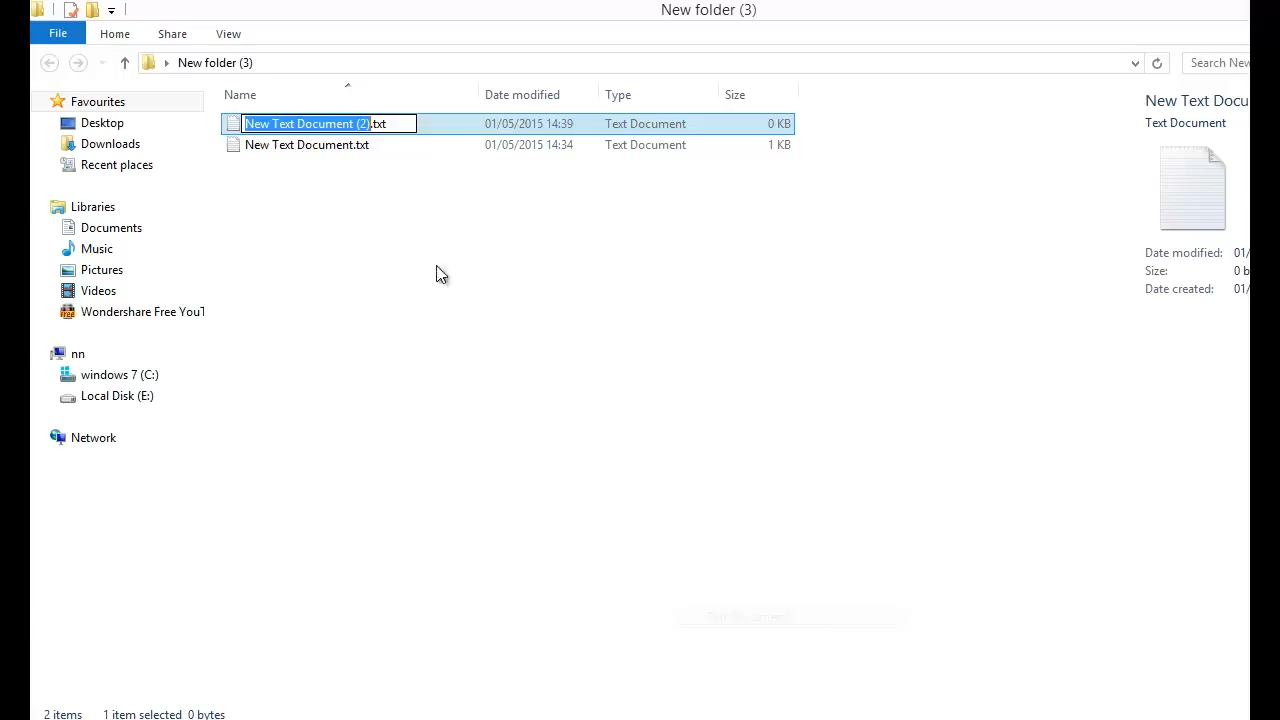 New folder (3)
File Home Share View
New folder (3)
Search New
Name Date modified Type Size
New Text Document (2).txt 01/05/2015 14:39 Text Document 0 KB
New Text Document.txt 01/05/2015 14:34 Text Document 1 KB
Favourites
Desktop
Downloads
Recent places
Libraries
Documents
Music
Pictures
Videos
Wondershare Free YouT
nn
windows 7 (C:)
Local Disk (E:)
Network
New Text Docu
Text Document
Date modified: 01/
Size: 0 b
Date created: 01/
2 items 1 item selected 0 bytes